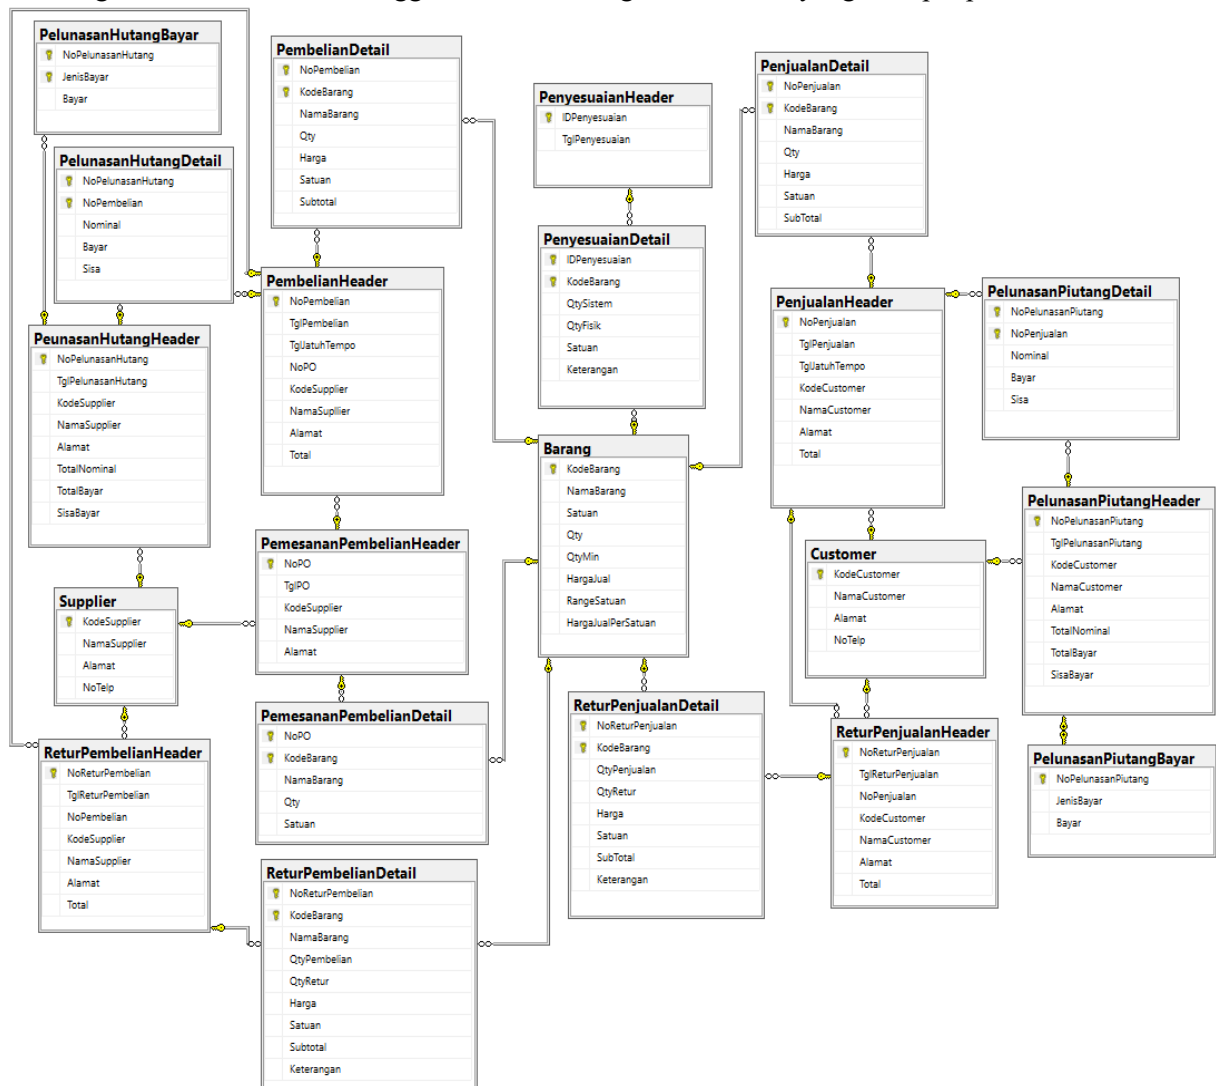 PelunasanHutangBayar
NoPelunasanHutang
JenisBayar
Bayar
PembelianDetail
NoPembelian
KodeBarang
NamaBarang
Qty
Harga
Satuan
Subtotal
PenyesuaianHeader
IDPenyesuaian
TglPenyesuaian
PenjualanDetail
NoPenjualan
KodeBarang
NamaBarang
Qty
Harga
Satuan
SubTotal
PelunasanHutangDetail
NoPelunasanHutang
NoPembelian
Nominal
Bayar
Sisa
PenyesuaianDetail
IDPenyesuaian
KodeBarang
QtySistem
QtyFisik
Satuan
Keterangan
PembelianHeader
NoPembelian
TglPembelian
TglJatuhTempo
NoPO
KodeSupplier
NamaSuplier
Alamat
Total
PenjualanHeader
NoPenjualan
TglPenjualan
TglJatuhTempo
KodeCustomer
NamaCustomer
Alamat
Total
PelunasanPiutangDetail
NoPelunasanPiutang
NoPenjualan
Nominal
Bayar
Sisa
PeunasanHutangHeader
NoPelunasanHutang
TglPelunasanHutang
KodeSupplier
NamaSupplier
Alamat
TotalNominal
TotalBayar
SisaBayar
Barang
KodeBarang
NamaBarang
Satuan
Qty
QtyMin
HargaJual
RangeSatuan
HargaJualPerSatuan
PelunasanPiutangHeader
NoPelunasanPiutang
TglPelunasanPiutang
KodeCustomer
NamaCustomer
Alamat
TotalNominal
TotalBayar
SisaBayar
PemesananPembelianHeader
NoPO
TglPO
KodeSupplier
NamaSupplier
Alamat
Customer
KodeCustomer
NamaCustomer
Alamat
NoTelp
Supplier
KodeSupplier
NamaSupplier
Alamat
NoTelp
PemesananPembelianDetail
NoPO
KodeBarang
NamaBarang
Qty
Satuan
ReturPenjualanDetail
NoReturPenjualan
KodeBarang
QtyPenjualan
QtyRetur
Harga
Satuan
SubTotal
Keterangan
ReturPenjualanHeader
NoReturPenjualan
TglReturPenjualan
NoPenjualan
KodeCustomer
NamaCustomer
Alamat
Total
PelunasanPiutangBayar
NoPelunasanPiutang
JenisBayar
Bayar
ReturPembelianHeader
NoReturPembelian
TglReturPembelian
NoPembelian
KodeSupplier
NamaSupplier
Alamat
Total
ReturPembelianDetail
NoReturPembelian
KodeBarang
NamaBarang
QtyPembelian
QtyRetur
Harga
Satuan
Subtotal
Keterangan